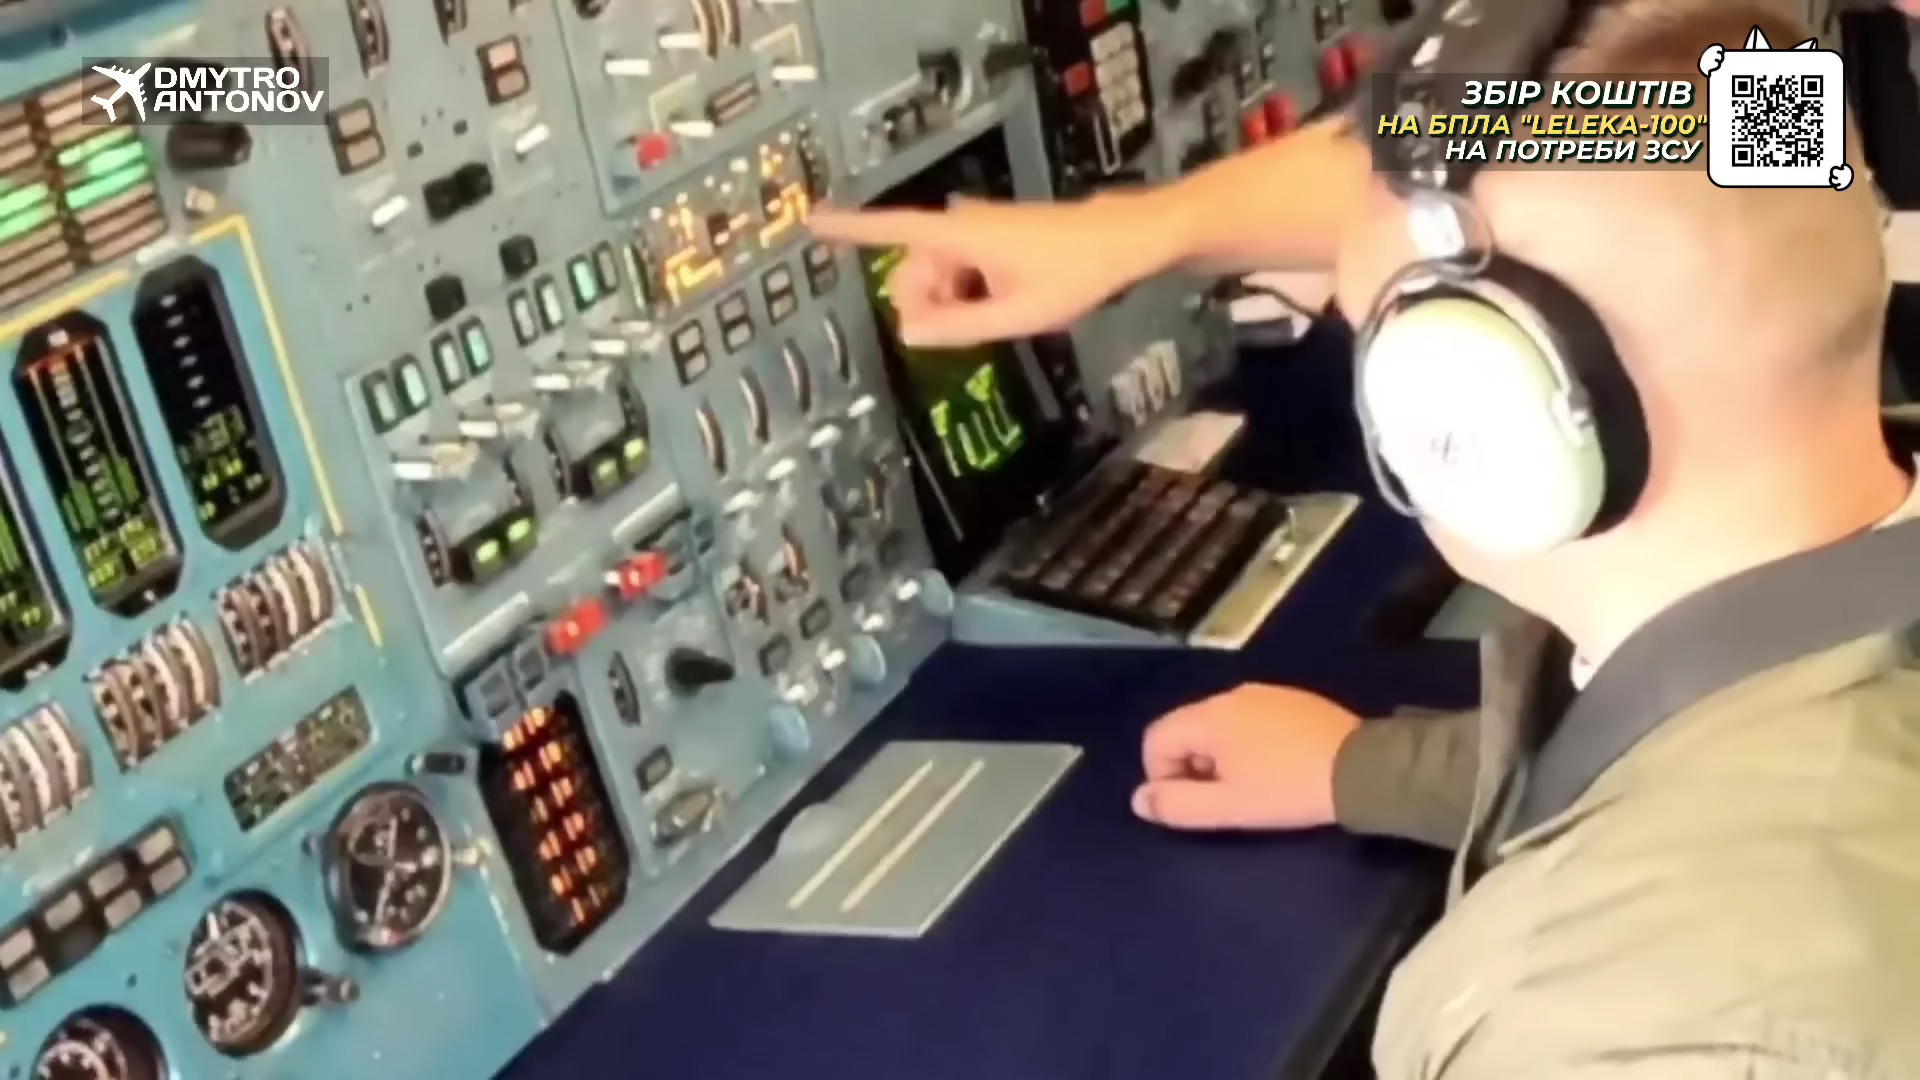 DMYTRO
ANTONOV
ЗБІР КОШТІВ
НА БПЛА "LELEKA-100"
НА ПОТРЕБИ ЗСУ